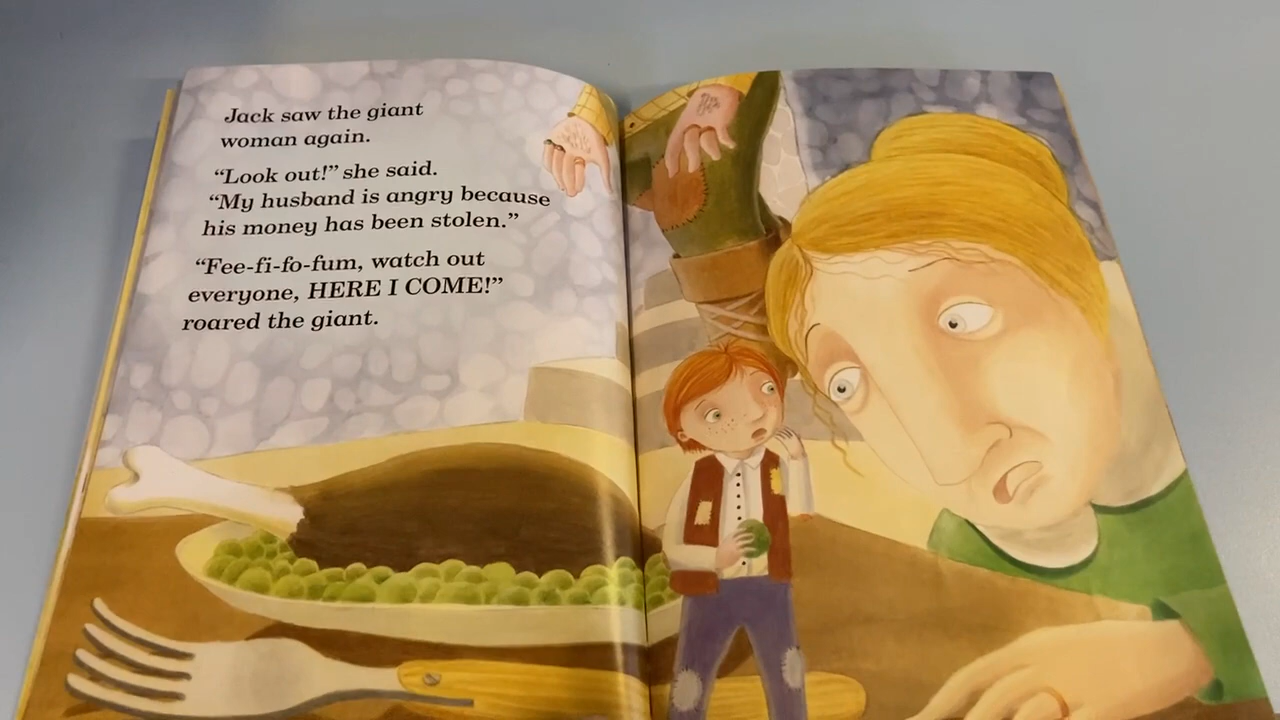 Jack saw the giant
woman again.
“Look out!” she said.
“My husband is angry because
his money has been stolen.”
“Fee-fi-fo-fum, watch out
everyone, HERE I COME!”
roared the giant.